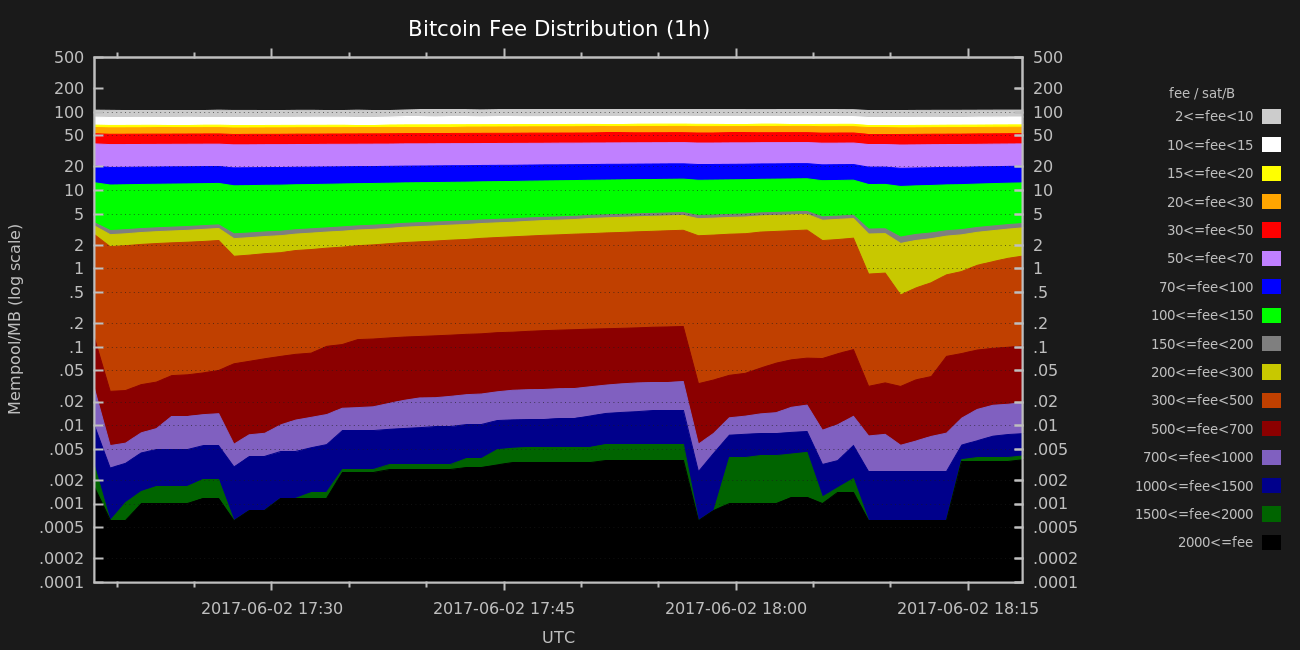 Bitcoin Fee Distribution (1h)
Mempool/MB (log scale)
500
200
100
50
20
10
5
2
1
.5
.2
.1
.05
.02
.01
.005
.002
.001
.0005
.0002
.0001
500
200
100
50
20
10
5
2
1
.5
.2
.1
.05
.02
.01
.005
.002
.001
.0005
.0002
.0001
fee / sat/B
2<=fee<10
10<=fee<15
15<=fee<20
20<=fee<30
30<=fee<50
50<=fee<70
70<=fee<100
100<=fee<150
150<=fee<200
200<=fee<300
300<=fee<500
500<=fee<700
700<=fee<1000
1000<=fee<1500
1500<=fee<2000
2000<=fee
2017-06-02 17:30 2017-06-02 17:45 2017-06-02 18:00 2017-06-02 18:15
UTC